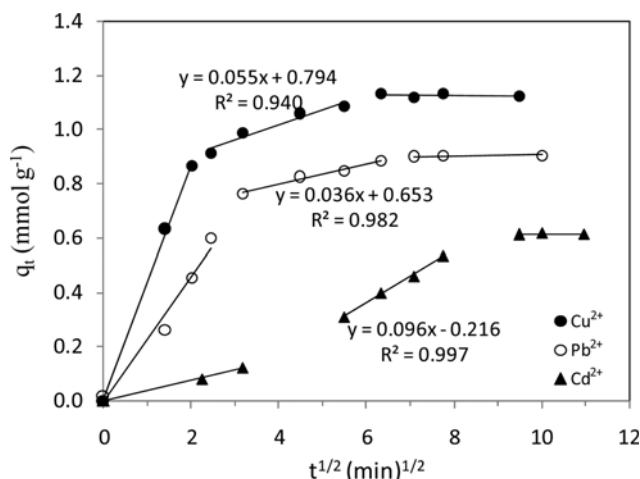 1.4
1.2
1.0
0.8
0.6
0.4
0.2
0.0
qt (mmol g-1)
y = 0.055x + 0.794
R² = 0.940
y = 0.036x + 0.653
R² = 0.982
y = 0.096x - 0.216
R² = 0.997
Cu²⁺
Pb²⁺
Cd²⁺
0 2 4 6 8 10 12
t^1/2 (min)^1/2